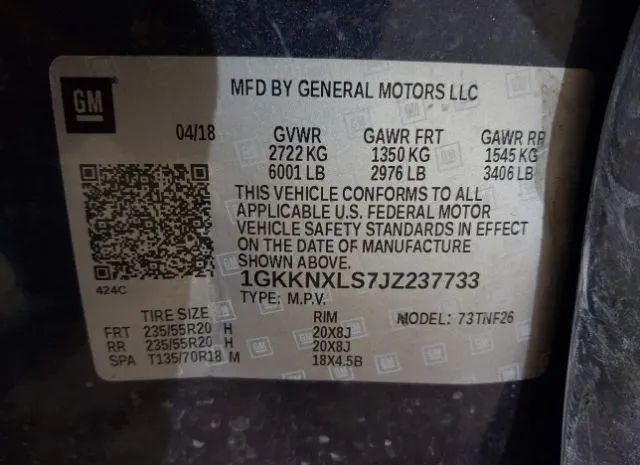 GM
MFD BY GENERAL MOTORS LLC
04/18 GVWR GAWR FRT GAWR RR
2722 KG 1350 KG 1545 KG
6001 LB 2976 LB 3406 LB
THIS VEHICLE CONFORMS TO ALL
APPLICABLE U.S. FEDERAL MOTOR
VEHICLE SAFETY STANDARDS IN EFFECT
ON THE DATE OF MANUFACTURE
SHOWN ABOVE.
424C
1GKKNXLS7JZ237733
TYPE: M.P.V.
TIRE SIZE RIM MODEL: 73TNF26
FRT 235/55R20 H 20X8J
RR 235/55R20 H 20X8J
SPA T135/70R18 M 18X4.5B